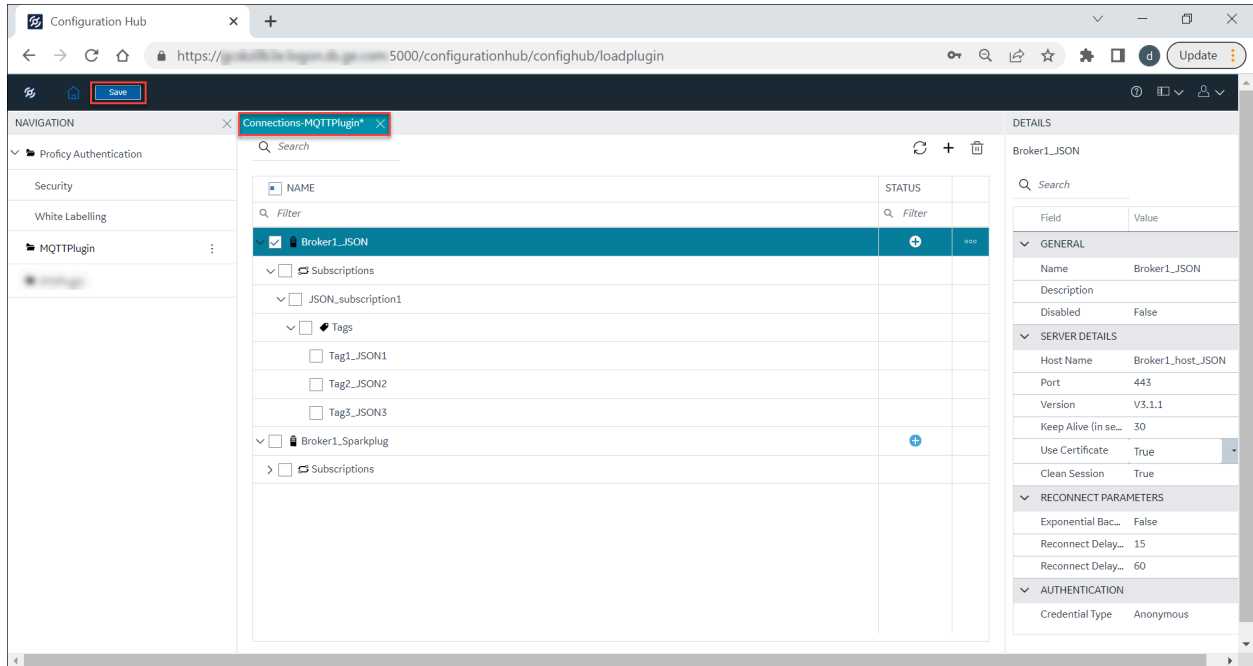 Configuration Hub
https:// 5000/configurationhub/confighub/loadplugin
d
Update
Save
NAVIGATION
Proficy Authentication
Security
White Labelling
MQTTPlugin
Connections-MQTTPlugin*
Search
NAME
STATUS
Filter
Filter
Broker1_JSON
Subscriptions
JSON_subscription1
Tags
Tag1_JSON1
Tag2_JSON2
Tag3_JSON3
Broker1_Sparkplug
Subscriptions
DETAILS
Broker1_JSON
Search
Field Value
GENERAL
Name Broker1_JSON
Description
Disabled False
SERVER DETAILS
Host Name Broker1_host_JSON
Port 443
Version V3.1.1
Keep Alive (in se... 30
Use Certificate True
Clean Session True
RECONNECT PARAMETERS
Exponential Bac... False
Reconnect Delay... 15
Reconnect Delay... 60
AUTHENTICATION
Credential Type Anonymous